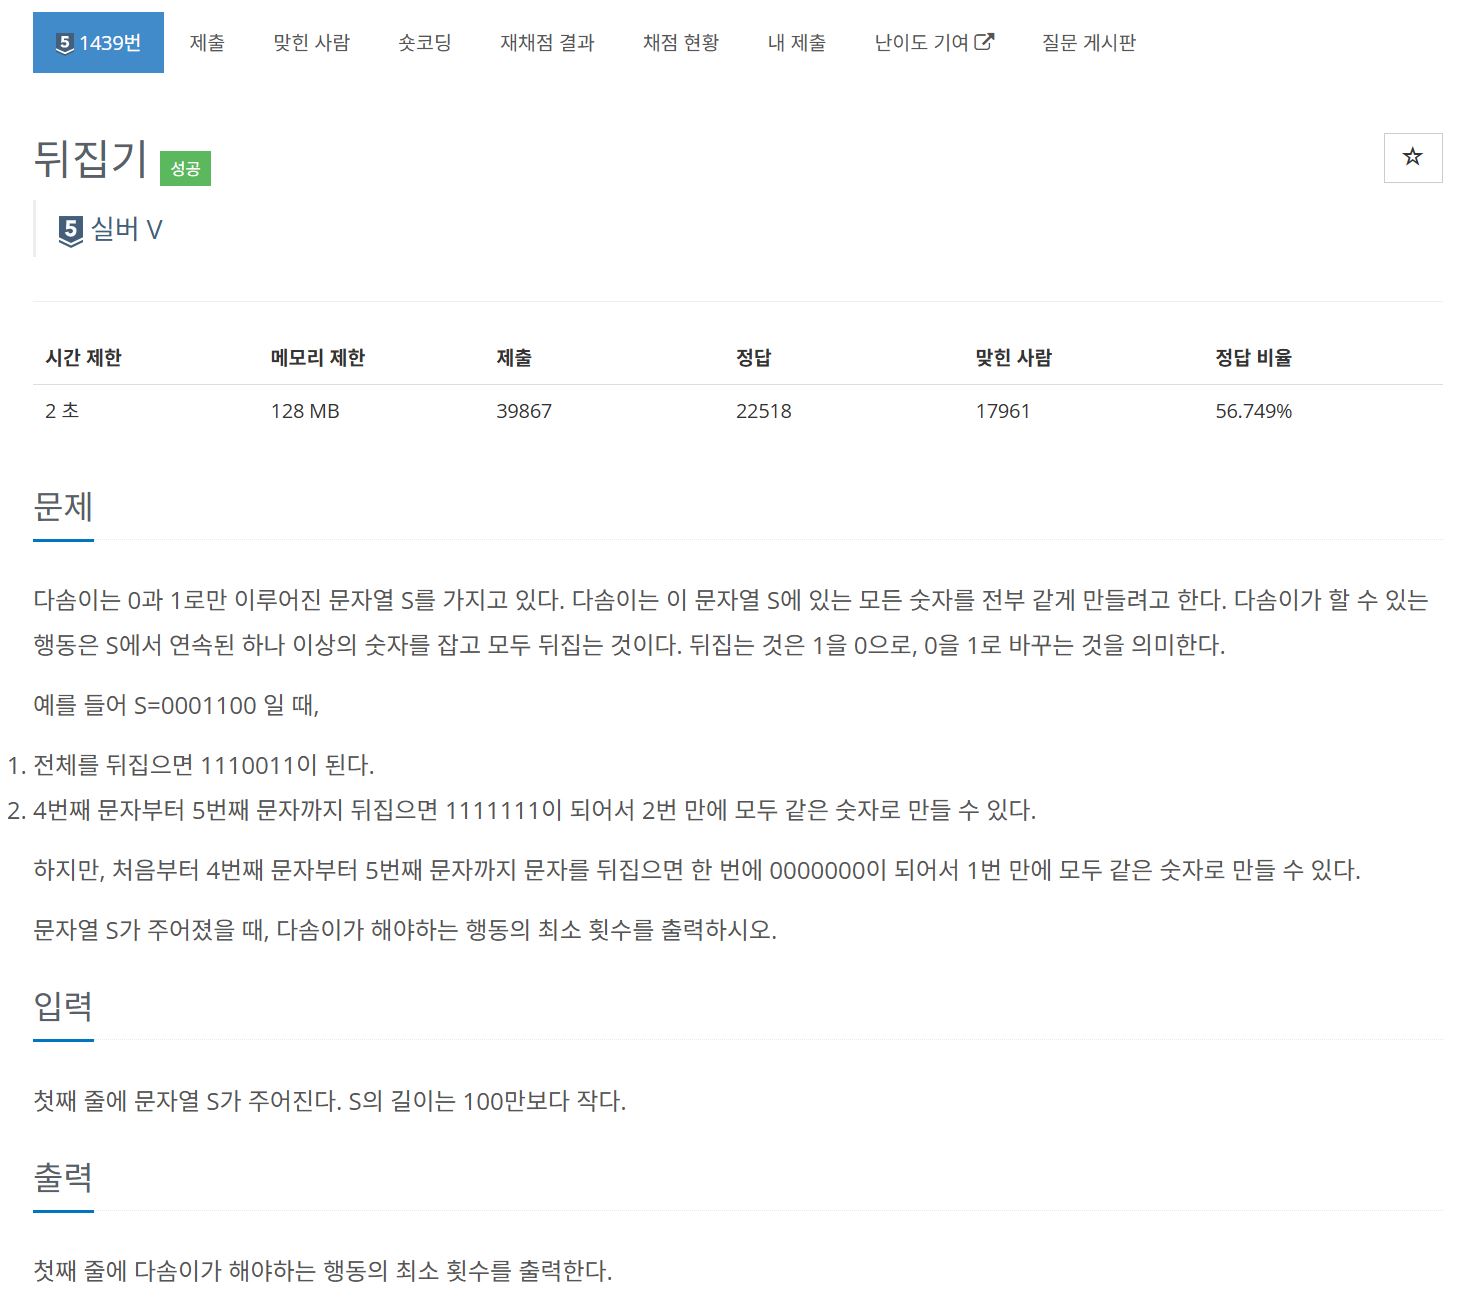 5 1439번 제출 맞힌 사람 숏코딩 재채점 결과 채점 현황 내 제출 난이도 기여 질문 게시판
뒤집기 성공
5 실버 V
시간 제한 메모리 제한 제출 정답 맞힌 사람 정답 비율
2 초 128 MB 39867 22518 17961 56.749%
문제
다솜이는 0과 1로만 이루어진 문자열 S를 가지고 있다. 다솜이는 이 문자열 S에 있는 모든 숫자를 전부 같게 만들려고 한다. 다솜이가 할 수 있는
행동은 S에서 연속된 하나 이상의 숫자를 잡고 모두 뒤집는 것이다. 뒤집는 것은 1을 0으로, 0을 1로 바꾸는 것을 의미한다.
예를 들어 S=0001100 일 때,
1. 전체를 뒤집으면 1110011이 된다.
2. 4번째 문자부터 5번째 문자까지 뒤집으면 1111111이 되어서 2번 만에 모두 같은 숫자로 만들 수 있다.
하지만, 처음부터 4번째 문자부터 5번째 문자까지 문자를 뒤집으면 한 번에 0000000이 되어서 1번 만에 모두 같은 숫자로 만들 수 있다.
문자열 S가 주어졌을 때, 다솜이가 해야하는 행동의 최소 횟수를 출력하시오.
입력
첫째 줄에 문자열 S가 주어진다. S의 길이는 100만보다 작다.
출력
첫째 줄에 다솜이가 해야하는 행동의 최소 횟수를 출력한다.